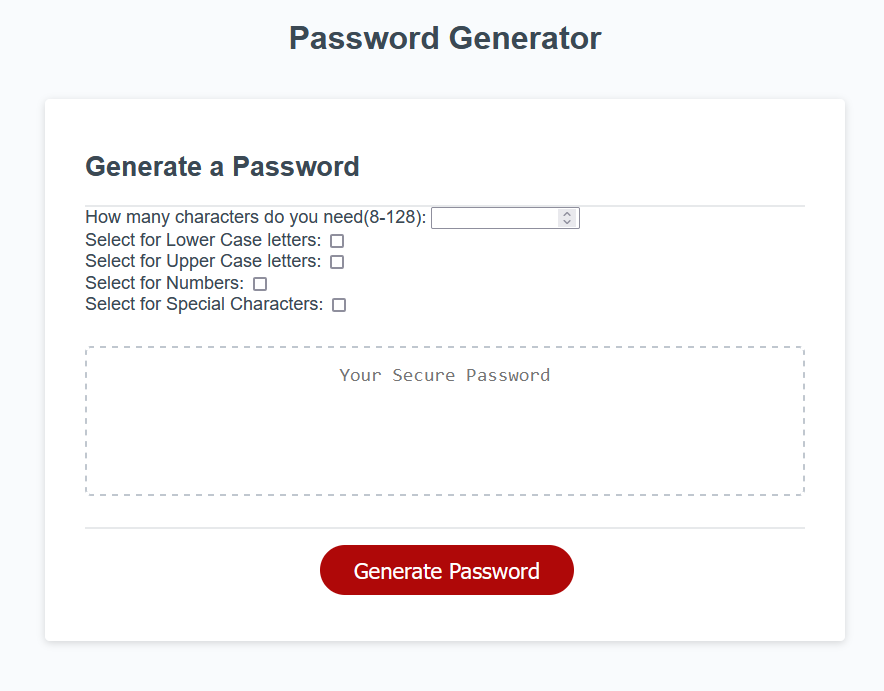 Password Generator
Generate a Password
How many characters do you need(8-128):
Select for Lower Case letters:
Select for Upper Case letters:
Select for Numbers:
Select for Special Characters:
Your Secure Password
Generate Password